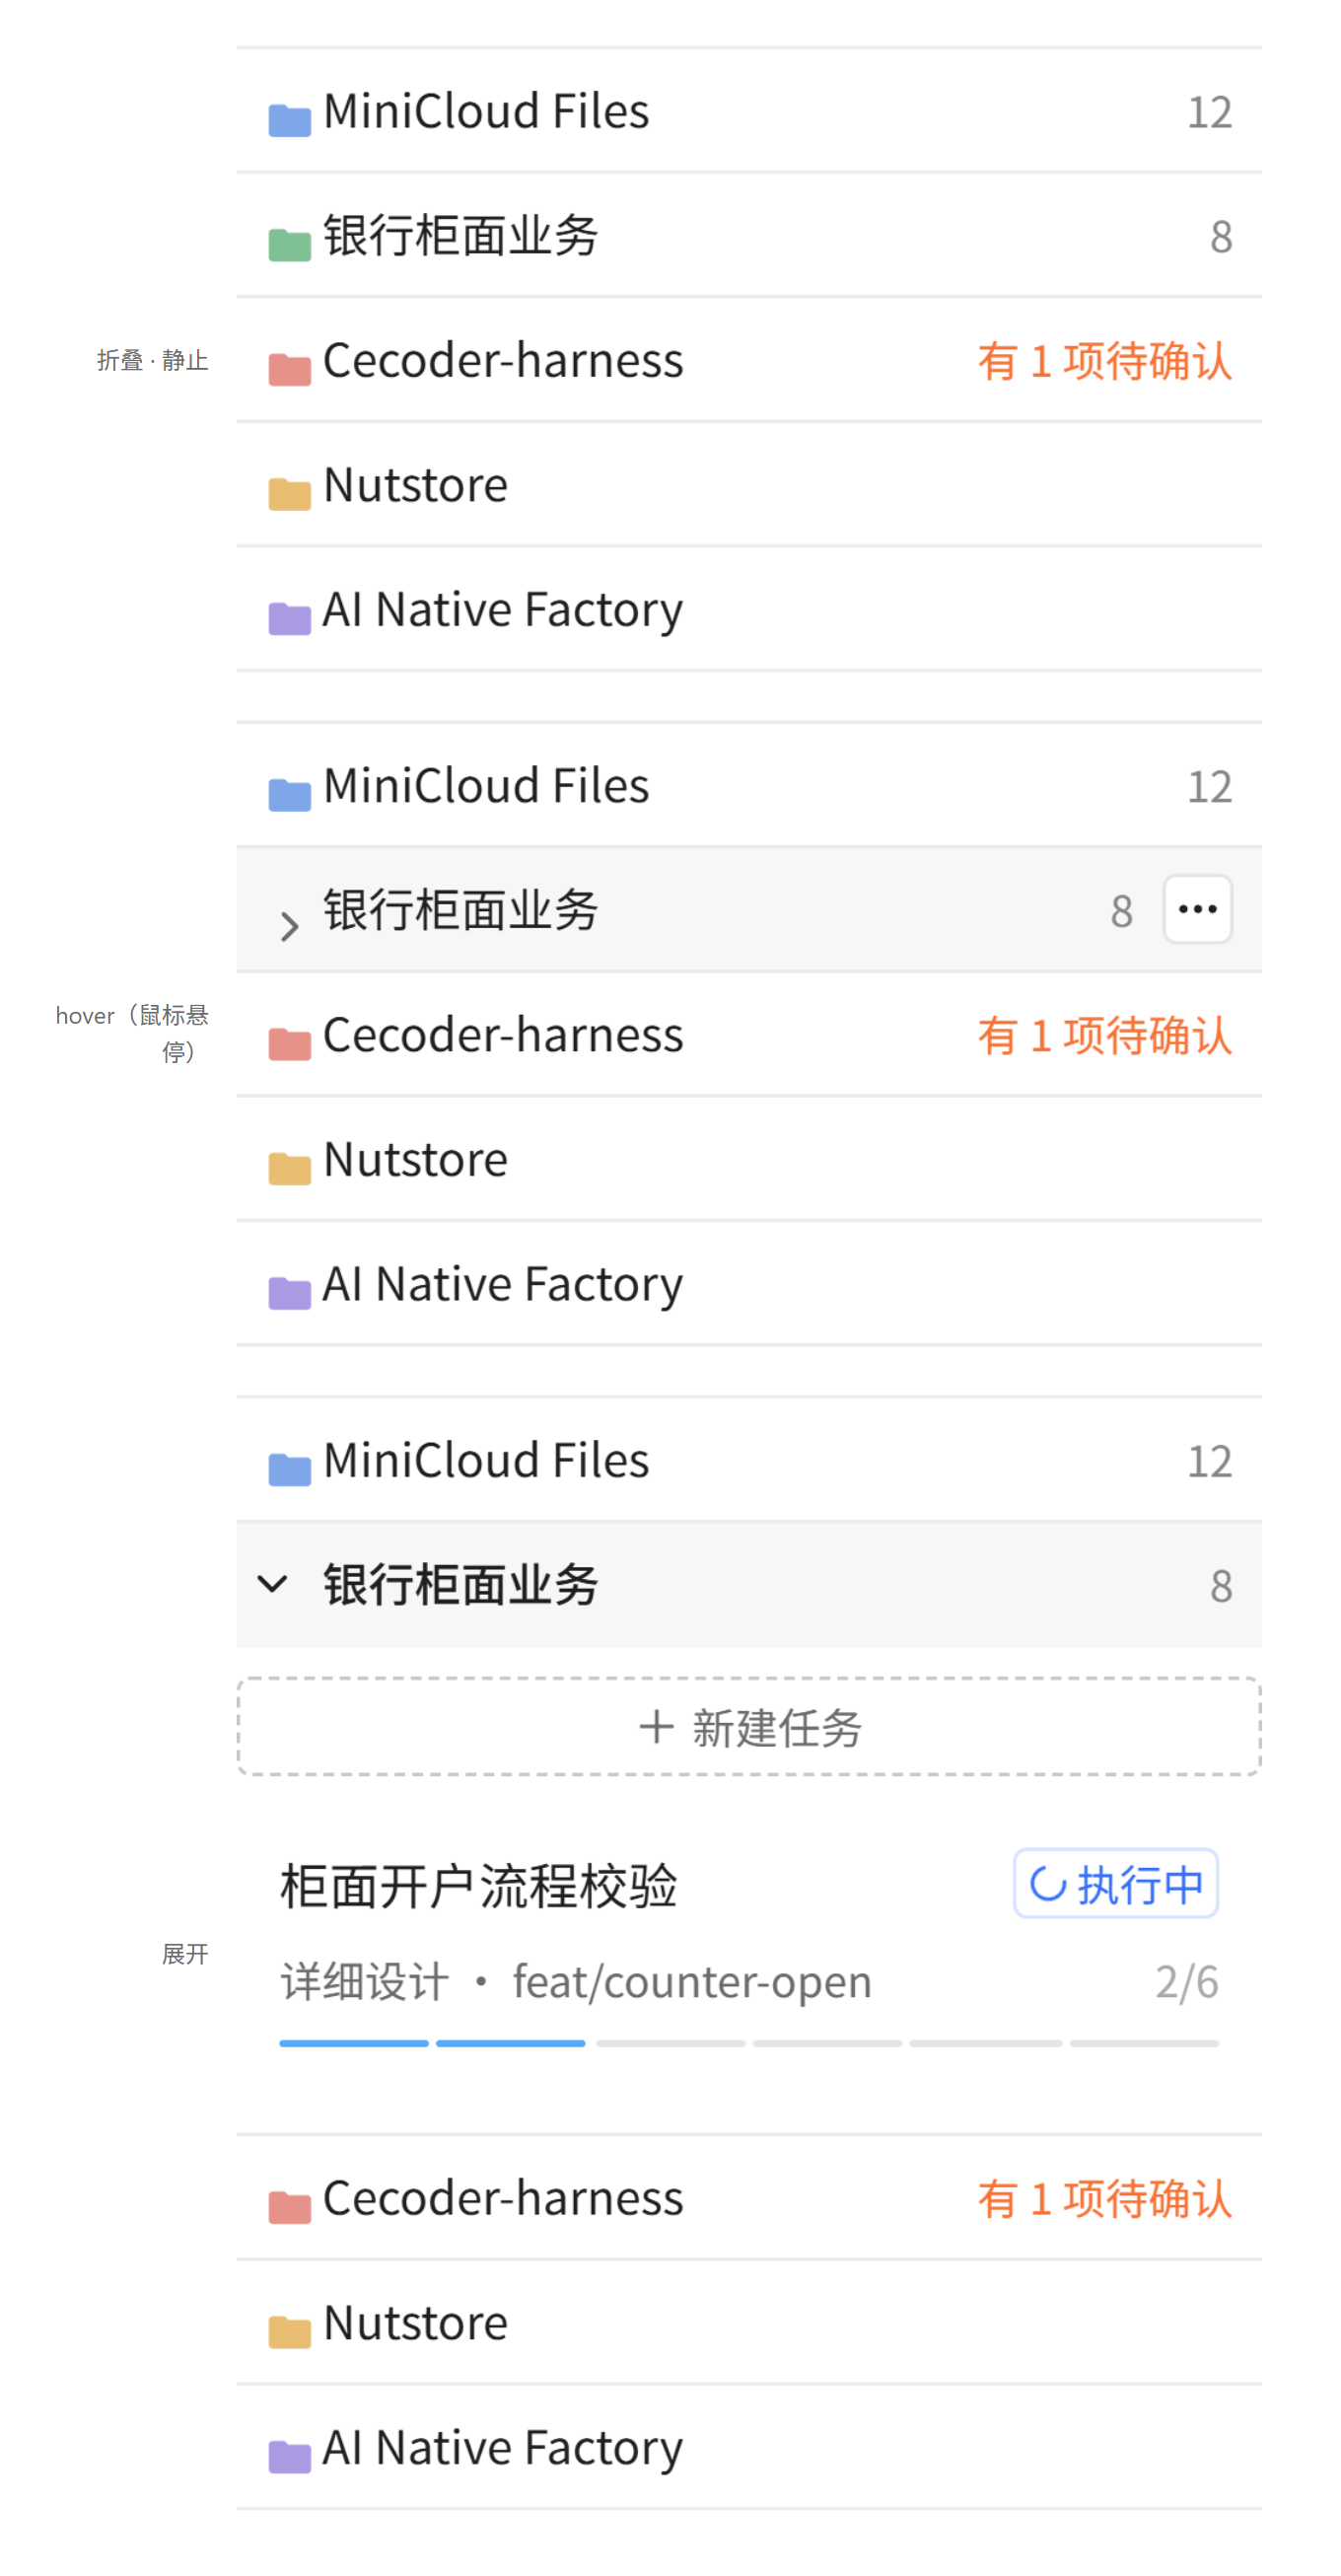 MiniCloud Files 12
银行柜面业务 8
折叠 · 静止
Cecoder-harness 有 1 项待确认
Nutstore
AI Native Factory
MiniCloud Files 12
银行柜面业务 8 ···
hover（鼠标悬
停）
Cecoder-harness 有 1 项待确认
Nutstore
AI Native Factory
MiniCloud Files 12
银行柜面业务 8
+ 新建任务
柜面开户流程校验 执行中
展开
详细设计 · feat/counter-open 2/6
Cecoder-harness 有 1 项待确认
Nutstore
AI Native Factory